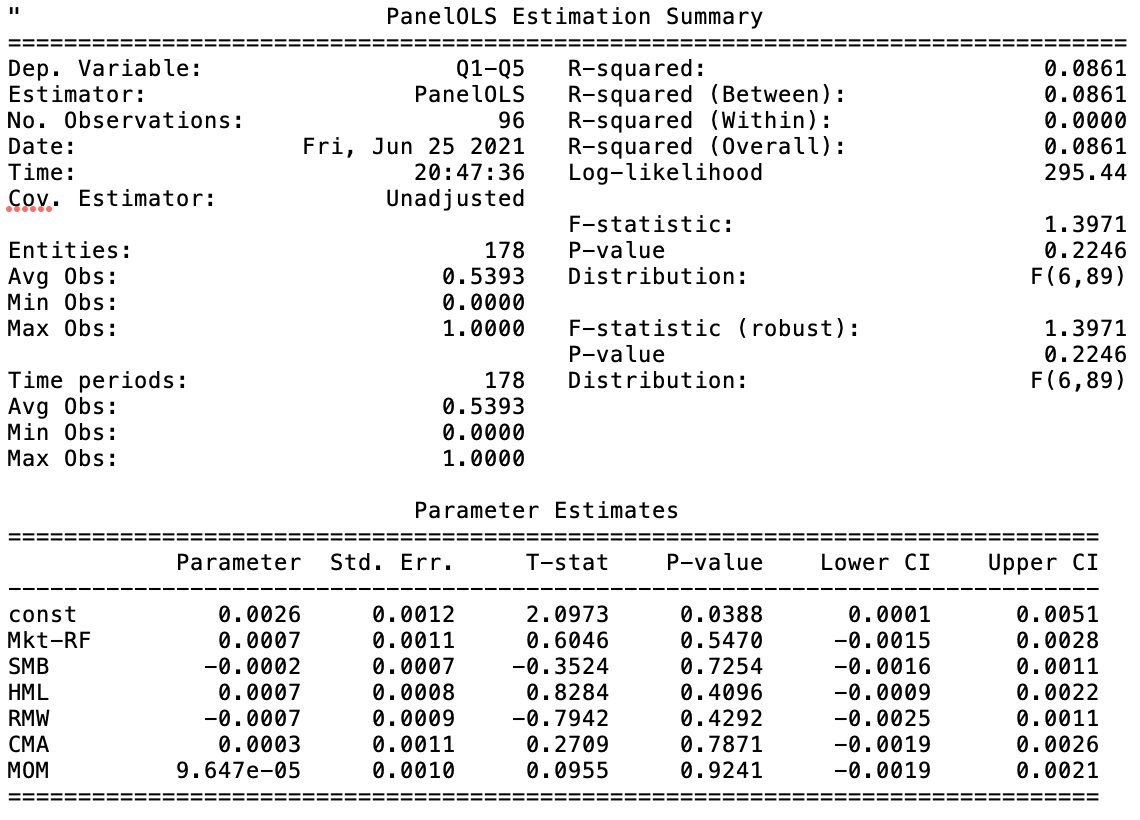 " PanelOLS Estimation Summary
================================================================================
Dep. Variable: Q1-Q5 R-squared: 0.0861
Estimator: PanelOLS R-squared (Between): 0.0861
No. Observations: 96 R-squared (Within): 0.0000
Date: Fri, Jun 25 2021 R-squared (Overall): 0.0861
Time: 20:47:36 Log-likelihood 295.44
Cov. Estimator: Unadjusted
F-statistic: 1.3971
Entities: 178 P-value 0.2246
Avg Obs: 0.5393 Distribution: F(6,89)
Min Obs: 0.0000
Max Obs: 1.0000 F-statistic (robust): 1.3971
P-value 0.2246
Time periods: 178 Distribution: F(6,89)
Avg Obs: 0.5393
Min Obs: 0.0000
Max Obs: 1.0000
Parameter Estimates
==============================================================================
Parameter Std. Err. T-stat P-value Lower CI Upper CI
------------------------------------------------------------------------------
const 0.0026 0.0012 2.0973 0.0388 0.0001 0.0051
Mkt-RF 0.0007 0.0011 0.6046 0.5470 -0.0015 0.0028
SMB -0.0002 0.0007 -0.3524 0.7254 -0.0016 0.0011
HML 0.0007 0.0008 0.8284 0.4096 -0.0009 0.0022
RMW -0.0007 0.0009 -0.7942 0.4292 -0.0025 0.0011
CMA 0.0003 0.0011 0.2709 0.7871 -0.0019 0.0026
MOM 9.647e-05 0.0010 0.0955 0.9241 -0.0019 0.0021
==============================================================================